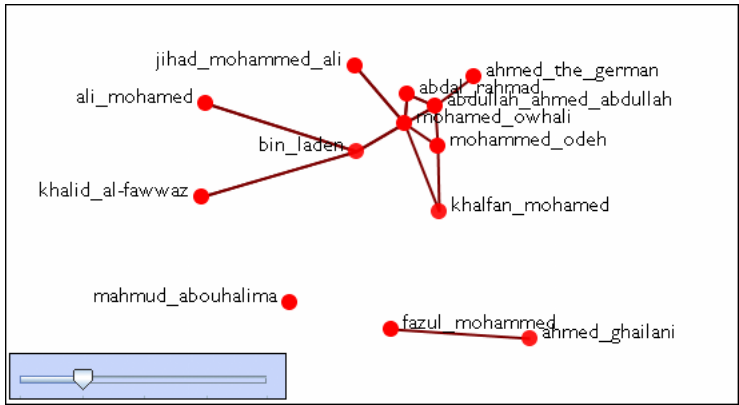 jihad_mohammed_ali
ahmed_the_german
abdal_rahmad
ali_mohamed
abdullah_ahmed_abdullah
mohamed_owhali
bin_laden
mohammed_odeh
khalid_al-fawwaz
khalfan_mohamed
mahmud_abouhalima
fazul_mohammed
ahmed_ghailani